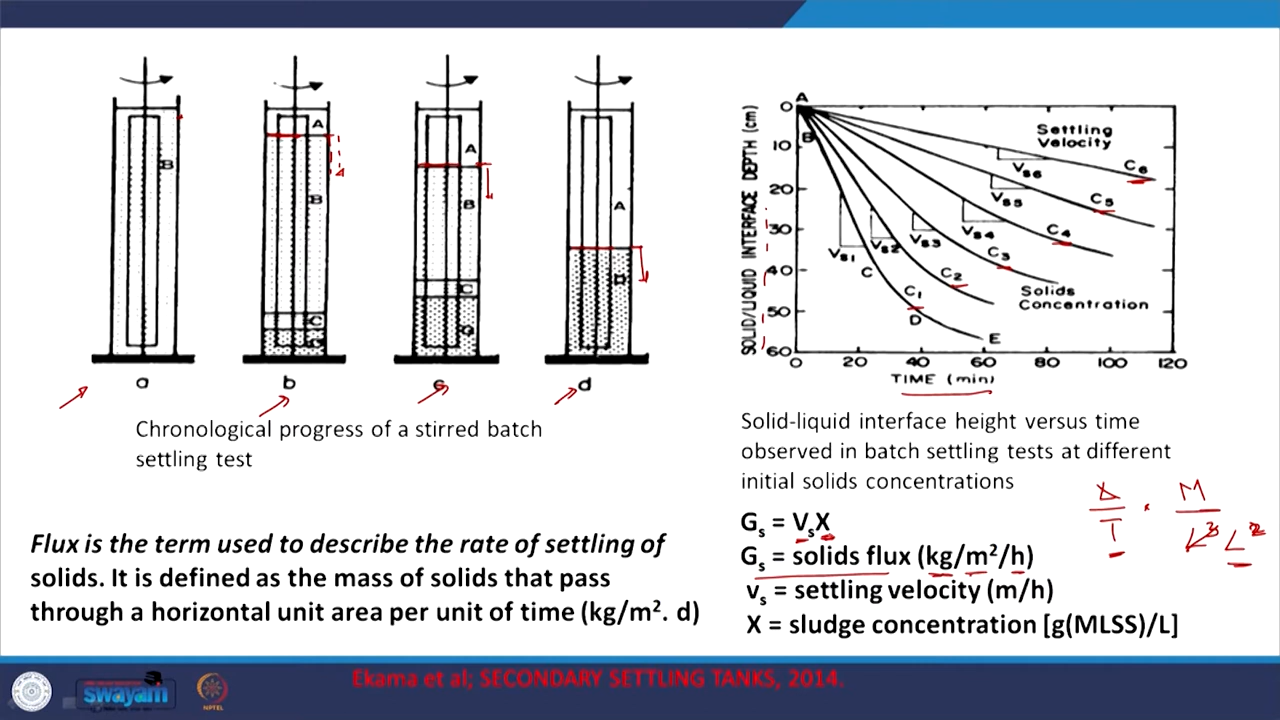 A
B
A
B
C
A
B
C
A
D
a
b
c
d
Chronological progress of a stirred batch
settling test
Flux is the term used to describe the rate of settling of
solids. It is defined as the mass of solids that pass
through a horizontal unit area per unit of time (kg/m². d)
SOLID/LIQUID INTERFACE DEPTH (cm)
0
10
20
30
40
50
60
A
B
Settling
Velocity
Vs6
C6
Vs5
C5
Vs4
C4
Vs3
C3
Vs2
C2
Vs1
C
C1
D
E
Solids
Concentration
0 20 40 60 80 100 120
TIME (min)
Solid-liquid interface height versus time
observed in batch settling tests at different
initial solids concentrations
Gs = VsX
Gs = solids flux (kg/m²/h)
vs = settling velocity (m/h)
X = sludge concentration [g(MLSS)/L]
M
T
L³ L²
Ekama et al; SECONDARY SETTLING TANKS, 2014.
swayam
NPTEL